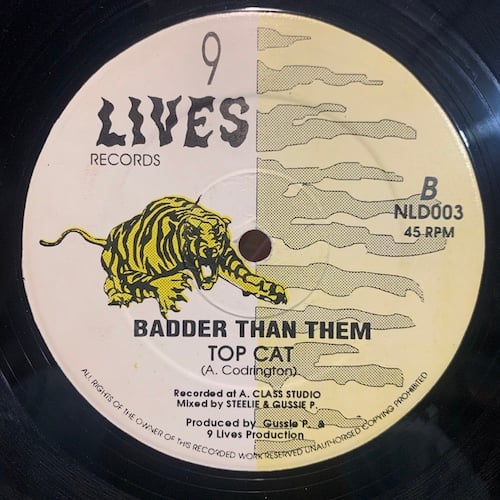 9
LIVES
RECORDS
B
NLD003
45 RPM
BADDER THAN THEM
TOP CAT
(A. Codrington)
Recorded at A. CLASS STUDIO
Mixed by STEELIE & GUSSIE P.
Produced by Gussie P. &
9 Lives Production
ALL RIGHTS OF THE OWNER OF THIS RECORDED WORK RESERVED UNAUTHORISED COPYING PROHIBITED